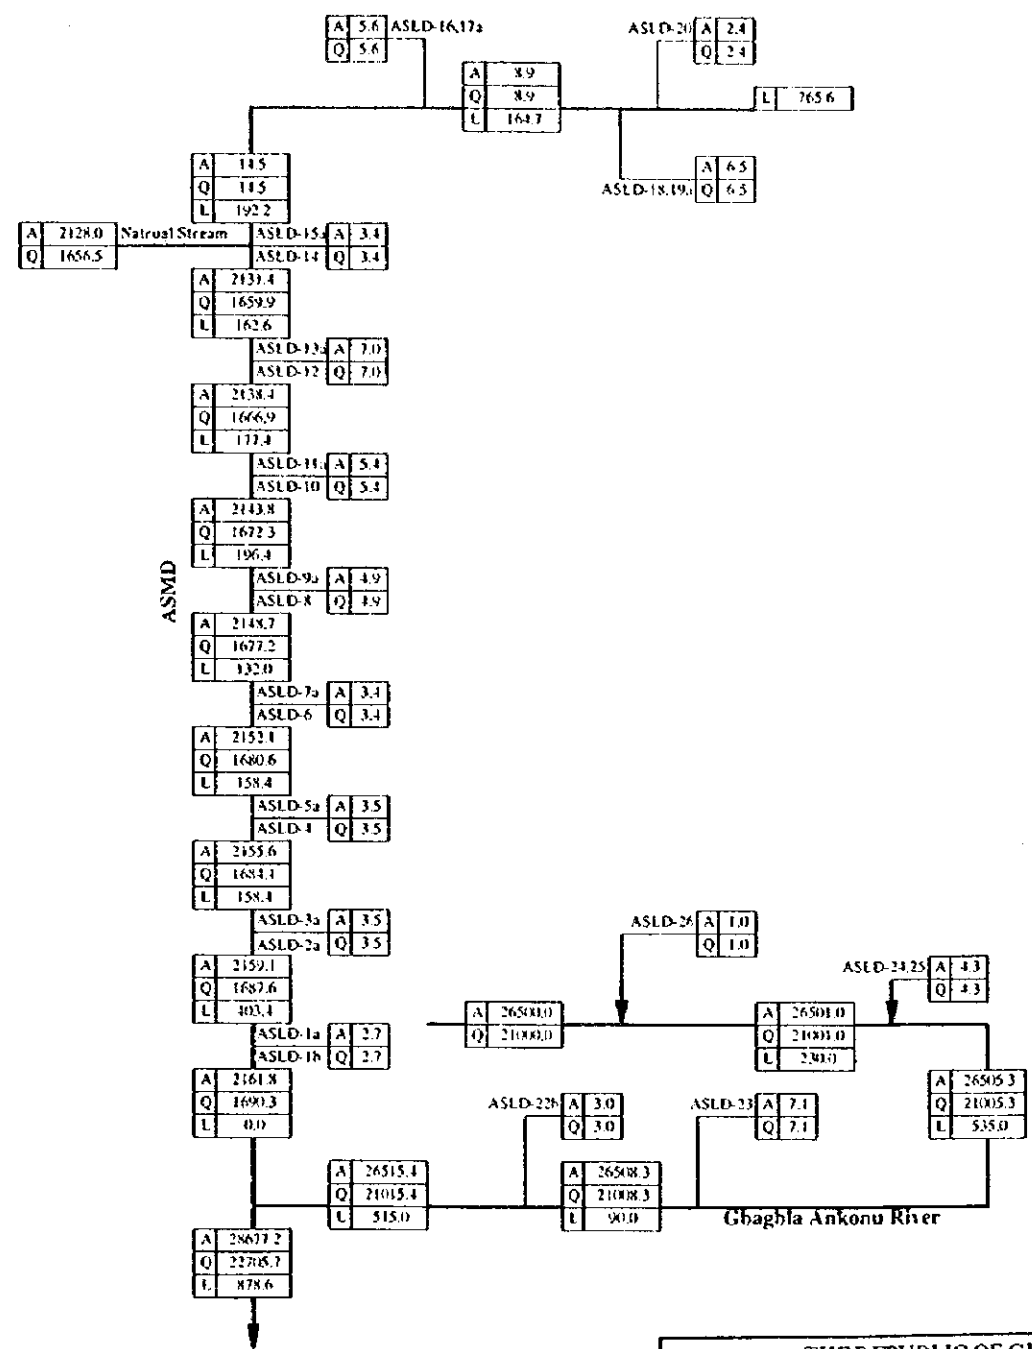 A 5.6 ASLD-16,17a
Q 5.6
ASLD-20 A 2.4
Q 2.4
A 8.9
Q 8.9
L 164.7
L 765.6
A 6.5
ASLD-18,19a Q 6.5
A 14.5
Q 14.5
L 192.2
A 2128.0 Natrual Stream
Q 1656.5
ASLD-15a A 3.4
ASLD-14 Q 3.4
A 2131.4
Q 1659.9
L 162.6
ASLD-13a A 7.0
ASLD-12 Q 7.0
A 2138.4
Q 1666.9
L 177.4
ASLD-11a A 5.4
ASLD-10 Q 5.4
A 2143.8
Q 1672.3
L 196.4
ASLD-9a A 4.9
ASLD-8 Q 4.9
ASMD
A 2148.7
Q 1677.2
L 132.0
ASLD-7a A 3.4
ASLD-6 Q 3.4
A 2152.1
Q 1680.6
L 158.4
ASLD-5a A 3.5
ASLD-4 Q 3.5
A 2155.6
Q 1684.1
L 158.4
ASLD-3a A 3.5
ASLD-2a Q 3.5
A 2159.1
Q 1687.6
L 403.4
ASLD-1a A 2.7
ASLD-1b Q 2.7
A 2161.8
Q 1690.3
L 0.0
ASLD-26 A 1.0
Q 1.0
ASLD-24,25 A 4.3
Q 4.3
A 26500.0
Q 21000.0
A 26501.0
Q 21001.0
L 230.0
A 26505.3
Q 21005.3
L 535.0
ASLD-22b A 3.0
Q 3.0
ASLD-23 A 7.1
Q 7.1
A 26515.4
Q 21015.4
L 515.0
A 26508.3
Q 21008.3
L 90.0
Gbagbla Ankonu River
A 28677.2
Q 22705.7
L 878.6